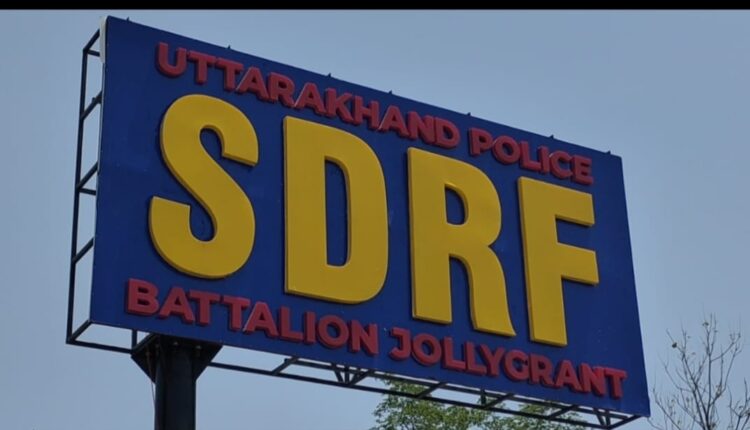 UTTARAKHAND POLICE
SDRF
BATTALION JOLLYGRANT